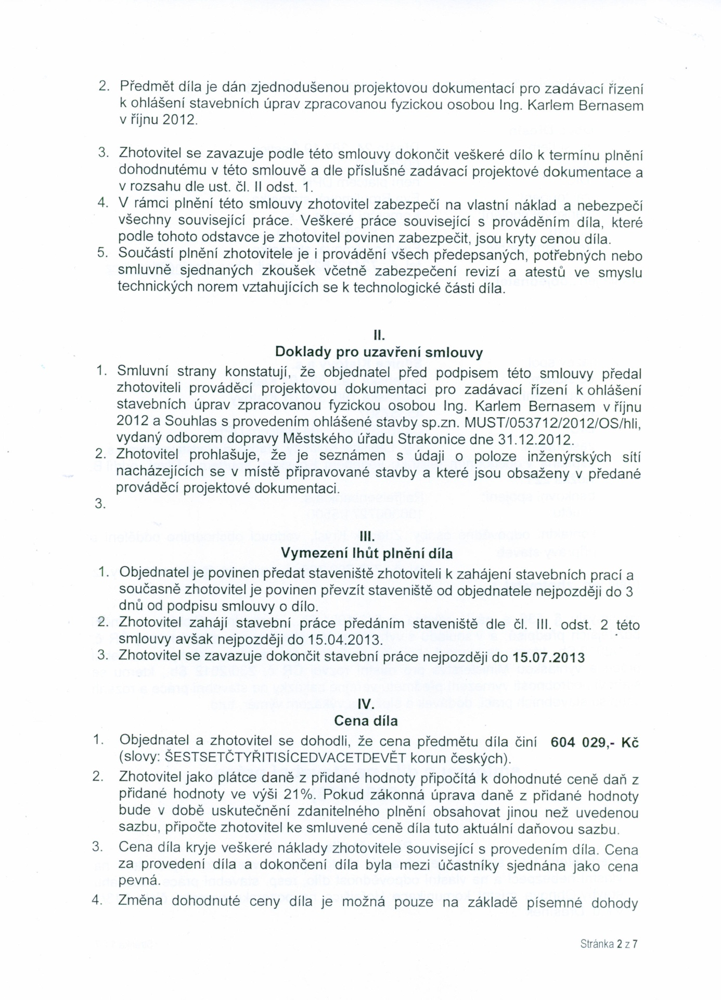 2. Předmět díla je dán zjednodušenou projektovou dokumentací pro zadávací řízení
k ohlášení stavebních úprav zpracovanou fyzickou osobou Ing. Karlem Bernasem
v říjnu 2012.
3. Zhotovitel se zavazuje podle této smlouvy dokončit veškeré dílo k termínu plnění
dohodnutému v této smlouvě a dle příslušné zadávací projektové dokumentace a
v rozsahu dle ust. čl. II odst. 1.
4. V rámci plnění této smlouvy zhotovitel zabezpečí na vlastní náklad a nebezpečí
všechny související práce. Veškeré práce související s prováděním díla, které
podle tohoto odstavce je zhotovitel povinen zabezpečit, jsou kryty cenou díla.
5. Součástí plnění zhotovitele je i provádění všech předepsaných, potřebných nebo
smluvně sjednaných zkoušek včetně zabezpečení revizí a atestů ve smyslu
technických norem vztahujících se k technologické části díla.
II.
Doklady pro uzavření smlouvy
1. Smluvní strany konstatují, že objednatel před podpisem této smlouvy předal
zhotoviteli prováděcí projektovou dokumentaci pro zadávací řízení k ohlášení
stavebních úprav zpracovanou fyzickou osobou Ing. Karlem Bernasem v říjnu
2012 a Souhlas s provedením ohlášené stavby sp.zn. MUST/053712/2012/OS/hli,
vydaný odborem dopravy Městského úřadu Strakonice dne 31.12.2012.
2. Zhotovitel prohlašuje, že je seznámen s údaji o poloze inženýrských sítí
nacházejících se v místě připravované stavby a které jsou obsaženy v předané
prováděcí projektové dokumentaci.
3.
III.
Vymezení lhůt plnění díla
1. Objednatel je povinen předat staveniště zhotoviteli k zahájení stavebních prací a
současně zhotovitel je povinen převzít staveniště od objednatele nejpozději do 3
dnů od podpisu smlouvy o dílo.
2. Zhotovitel zahájí stavební práce předáním staveniště dle čl. III. odst. 2 této
smlouvy avšak nejpozději do 15.04.2013.
3. Zhotovitel se zavazuje dokončit stavební práce nejpozději do 15.07.2013
IV.
Cena díla
1. Objednatel a zhotovitel se dohodli, že cena předmětu díla činí 604 029,- Kč
(slovy: ŠESTSETČTYŘITISÍCEDVACETDEVĚT korun českých).
2. Zhotovitel jako plátce daně z přidané hodnoty připočítá k dohodnuté ceně daň z
přidané hodnoty ve výši 21%. Pokud zákonná úprava daně z přidané hodnoty
bude v době uskutečnění zdanitelného plnění obsahovat jinou než uvedenou
sazbu, připočte zhotovitel ke smluvené ceně díla tuto aktuální daňovou sazbu.
3. Cena díla kryje veškeré náklady zhotovitele související s provedením díla. Cena
za provedení díla a dokončení díla byla mezi účastníky sjednána jako cena
pevná.
4. Změna dohodnuté ceny díla je možná pouze na základě písemné dohody
Stránka 2 z 7